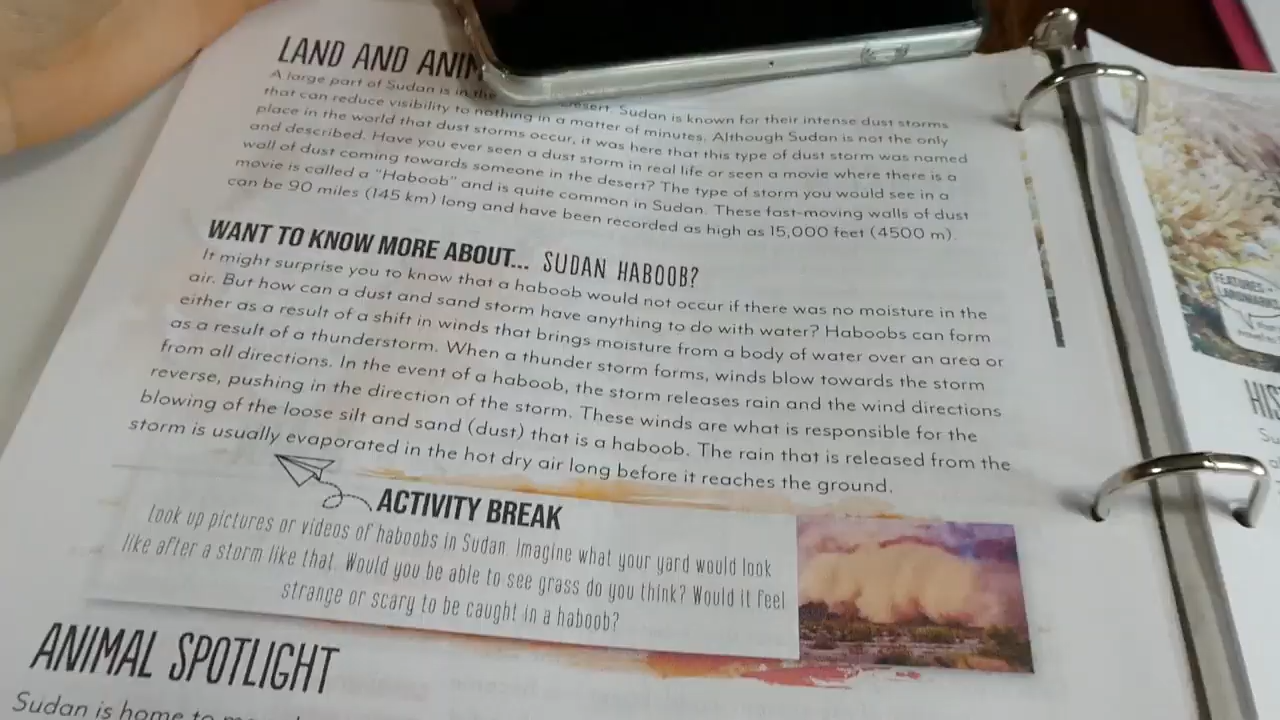 LAND AND ANIM
A large part of Sudan is in the desert. Sudan is known for their intense dust storms
that can reduce visibility to nothing in a matter of minutes. Although Sudan is not the only
place in the world that dust storms occur, it was here that this type of dust storm was named
and described. Have you ever seen a dust storm in real life or seen a movie where there is a
wall of dust coming towards someone in the desert? The type of storm you would see in a
movie is called a "Haboob" and is quite common in Sudan. These fast-moving walls of dust
can be 90 miles (145 km) long and have been recorded as high as 15,000 feet (4500 m).
WANT TO KNOW MORE ABOUT... SUDAN HABOOB?
It might surprise you to know that a haboob would not occur if there was no moisture in the
air. But how can a dust and sand storm have anything to do with water? Haboobs can form
either as a result of a shift in winds that brings moisture from a body of water over an area or
as a result of a thunderstorm. When a thunder storm forms, winds blow towards the storm
from all directions. In the event of a haboob, the storm releases rain and the wind directions
reverse, pushing in the direction of the storm. These winds are what is responsible for the
blowing of the loose silt and sand (dust) that is a haboob. The rain that is released from the
storm is usually evaporated in the hot dry air long before it reaches the ground.
ACTIVITY BREAK
Look up pictures or videos of haboobs in Sudan. Imagine what your yard would look
like after a storm like that. Would you be able to see grass do you think? Would it feel
strange or scary to be caught in a haboob?
ANIMAL SPOTLIGHT
Sudan is home to
FEATURES
LANDMARKS
HIS